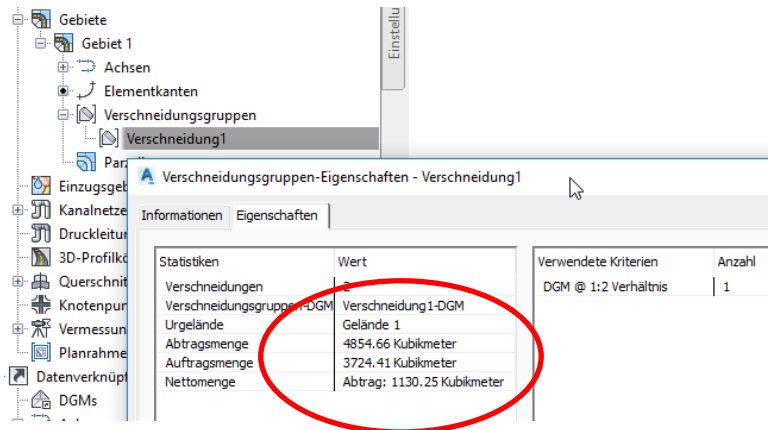 Gebiete
Gebiet 1
Achsen
Elementkanten
Verschneidungsgruppen
Verschneidung1
Einstellu
Verschneidungsgruppen-Eigenschaften - Verschneidung1
Informationen Eigenschaften
Statistiken Wert
Verschneidungen 2
Verschneidungsgruppen-DGM Verschneidung1-DGM
Urgelände Gelände 1
Abtragsmenge 4854.66 Kubikmeter
Auftragsmenge 3724.41 Kubikmeter
Nettomenge Abtrag: 1130.25 Kubikmeter
Verwendete Kriterien Anzahl
DGM @ 1:2 Verhältnis 1
Parz
Einzugsgeb
Kanalnetze
Druckleitur
3D-Profilkö
Querschnit
Knotenpun
Vermessun
Planrahme
Datenverknüpf
DGMs